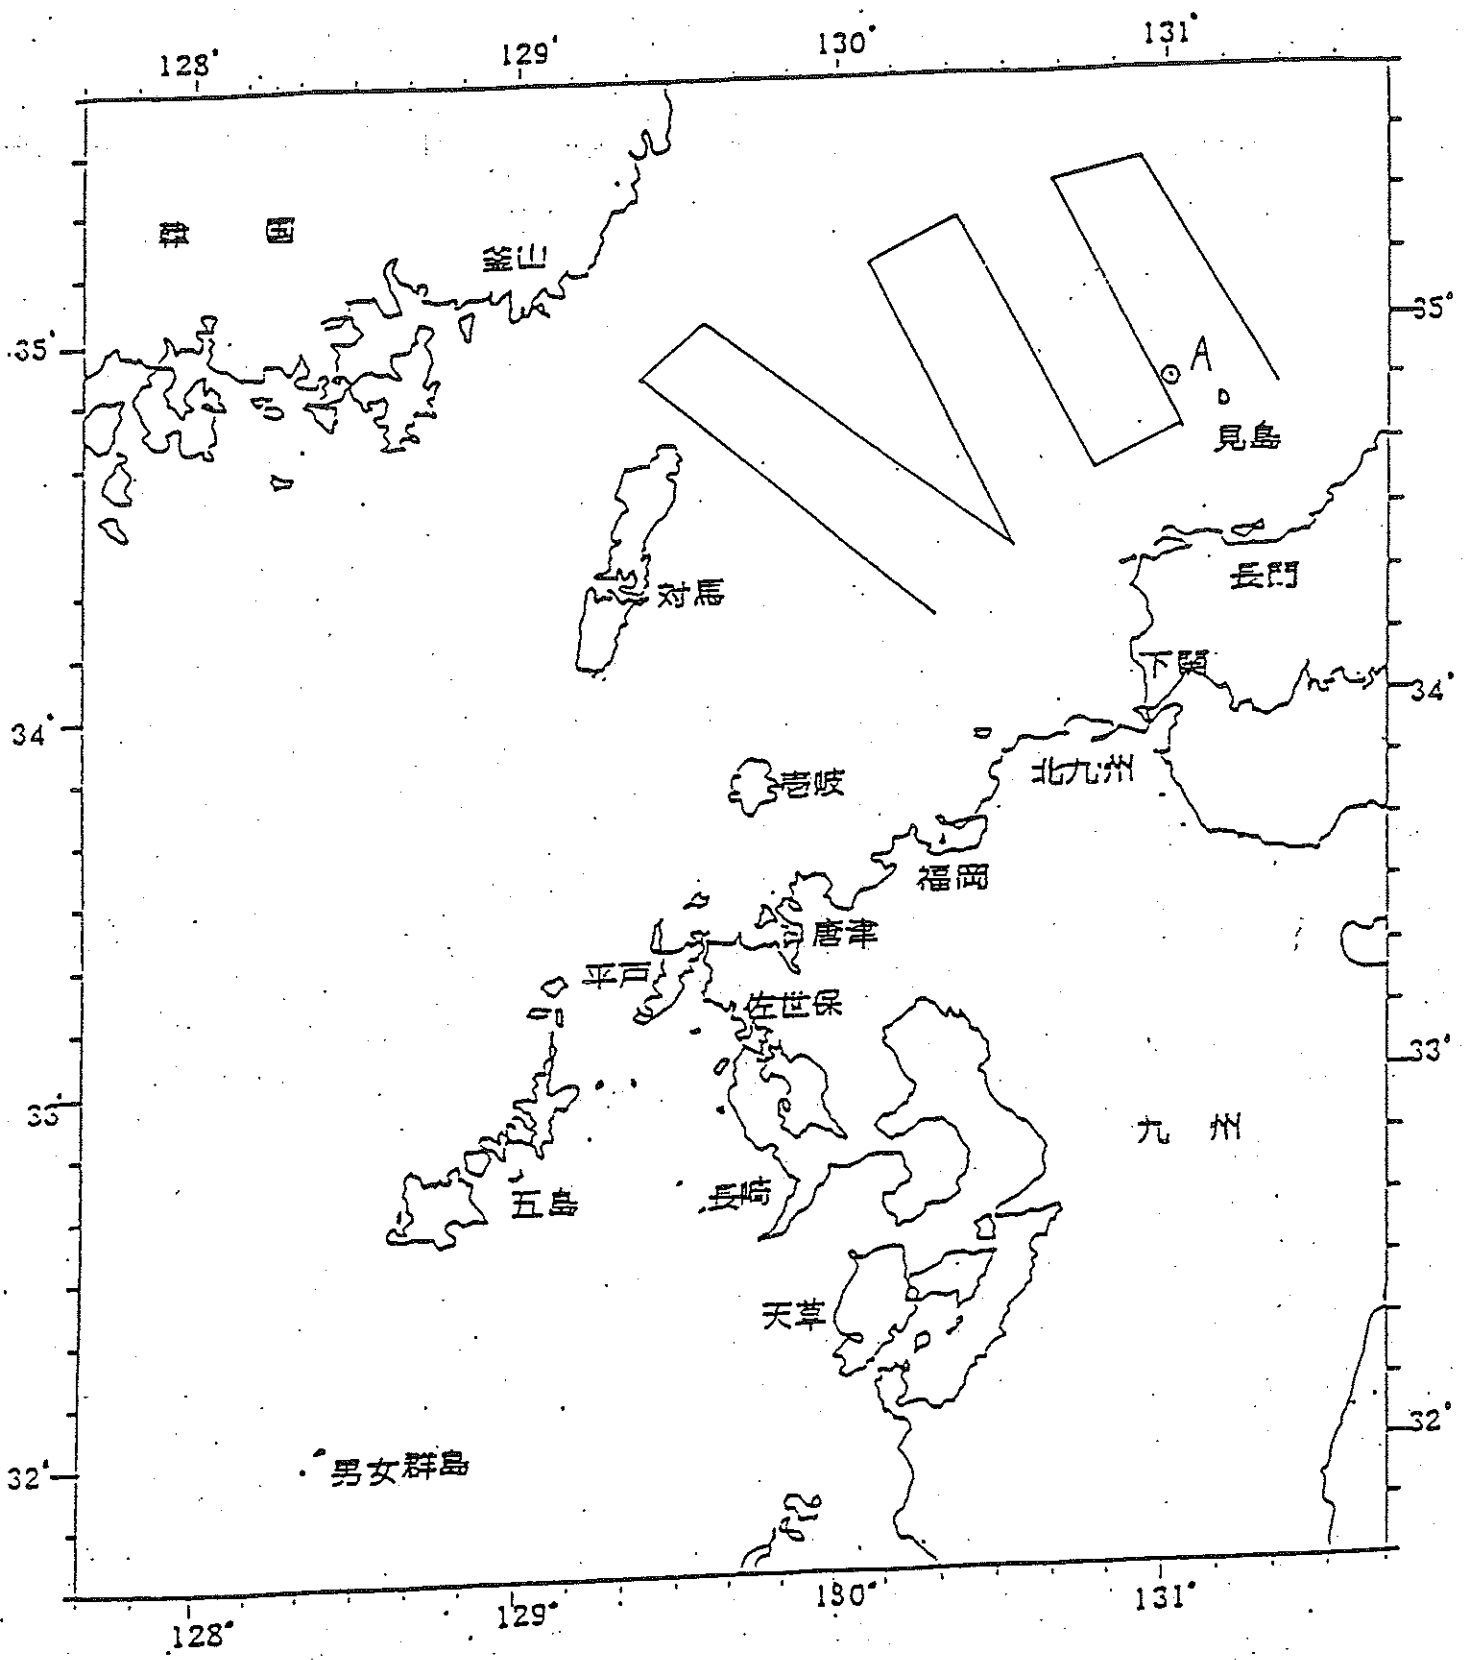 128°
129°
130°
131°
韓 国
釜山
35°
35°
A
見島
長門
対馬
下関
34°
34°
北九州
壱岐
福岡
唐津
平戸
佐世保
33°
33°
九 州
長崎
五島
天草
32°
32°
男女群島
128°
129°
130°
131°